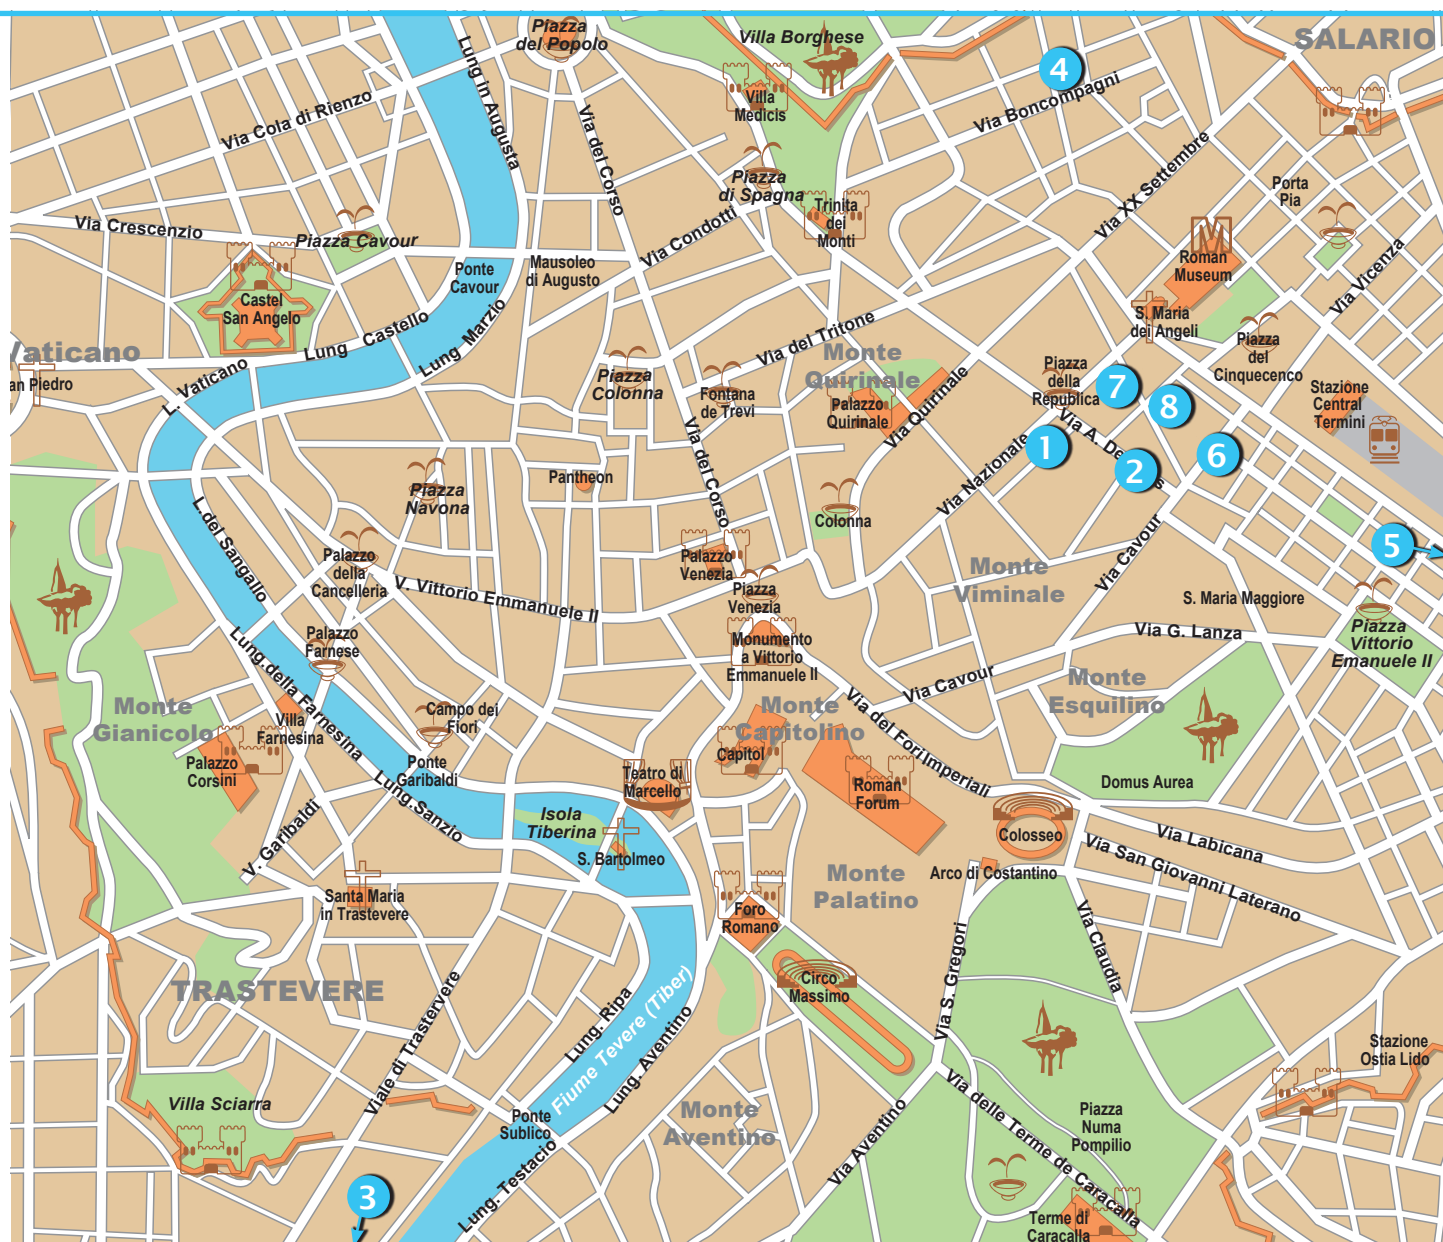 Piazza
del Popolo
Villa Borghese
SALARIO
4
Lung in Augusta
Villa
Medicis
Via Boncompagni
Via Cola di Rienzo
Via del Corso
Via XX Settembre
Piazza
di Spagna
Porta
Pia
Trinita
dei
Monti
Via Crescenzio
Piazza Cavour
Via Condotti
Roman
Museum
Via Vicenza
Ponte
Cavour
Mausoleo
di Augusto
Castel
San Angelo
S. Maria
dei Angeli
Lung Castello
Lung Marzio
Via del Tritone
Piazza
del
Cinquecenco
Vaticano
an Piedro
L. Vaticano
Monte
Quirinale
Piazza
Colonna
Fontana
de Trevi
Palazzo
Quirinale
Via Quirinale
Piazza
della
Republica
7
8
Stazione
Central
Termini
Via del Corso
Via A. De
s
1
2
6
Via Nazionale
Pantheon
Piazza
Navona
Colonna
L.del Sangallo
5
Palazzo
della
Cancelleria
Palazzo
Venezia
Via Cavour
Monte
Viminale
V. Vittorio Emmanuele II
Piazza
Venezia
S. Maria Maggiore
Palazzo
Farnese
Monumento
a Vittorio
Emmanuele II
Via G. Lanza
Piazza
Vittorio
Emanuele II
Lung.della Farnesina
Via Cavour
Monte
Esquilino
Monte
Gianicolo
Villa
Farnesina
Campo dei
Fiori
Monte
Capitolino
Via dei ForiImperiali
Palazzo
Corsini
Ponte
Garibaldi
Capitol
Teatro di
Marcello
Roman
Forum
Domus Aurea
Lung.Sanzio
V. Garibaldi
Isola
Tiberina
S. Bartolmeo
Colosseo
Via Labicana
Via San Giovanni Laterano
Arco di Costantino
Monte
Palatino
Santa Maria
in Trastevere
Foro
Romano
Via Claudia
Via S. Gregori
TRASTEVERE
Circo
Massimo
Viale di Trastervere
Lung. Ripa
Fiume Tevere (Tiber)
Lung. Aventino
Stazione
Ostia Lido
Villa Sciarra
Ponte
Sublico
Monte
Aventino
Via Aventino
Via delle Terme de Caracalla
Piazza
Numa
Pompilio
3
Lung. Testacio
Terme di
Caracalla